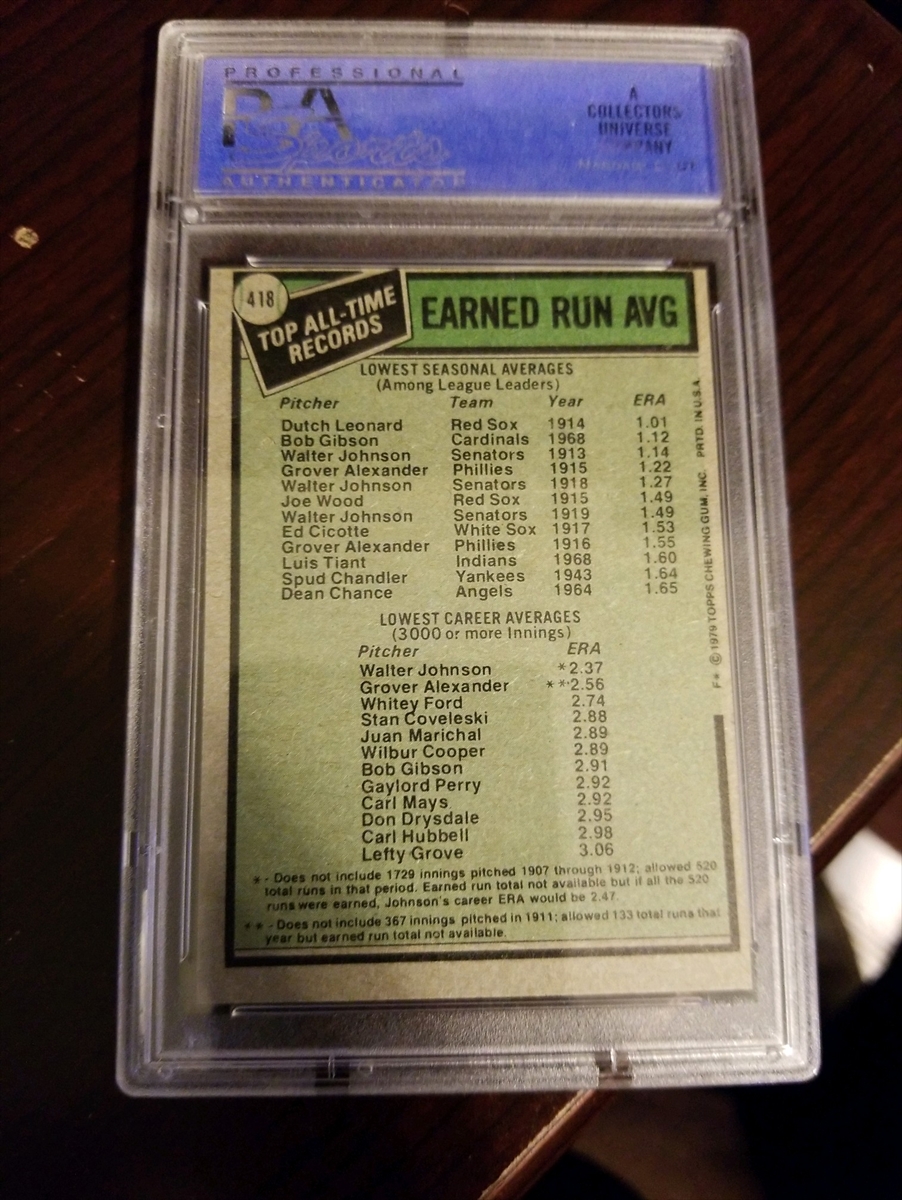 PROFESSIONAL
PSA
Sports
AUTHENTICATOR
A
COLLECTORS
UNIVERSE
COMPANY
418
TOP ALL-TIME
RECORDS
EARNED RUN AVG
LOWEST SEASONAL AVERAGES
(Among League Leaders)
Pitcher Team Year ERA
Dutch Leonard Red Sox 1914 1.01
Bob Gibson Cardinals 1968 1.12
Walter Johnson Senators 1913 1.14
Grover Alexander Phillies 1915 1.22
Walter Johnson Senators 1918 1.27
Joe Wood Red Sox 1915 1.49
Walter Johnson Senators 1919 1.49
Ed Cicotte White Sox 1917 1.53
Grover Alexander Phillies 1916 1.55
Luis Tiant Indians 1968 1.60
Spud Chandler Yankees 1943 1.64
Dean Chance Angels 1964 1.65
LOWEST CAREER AVERAGES
(3000 or more Innings)
Pitcher ERA
Walter Johnson *2.37
Grover Alexander **2.56
Whitey Ford 2.74
Stan Coveleski 2.88
Juan Marichal 2.89
Wilbur Cooper 2.89
Bob Gibson 2.91
Gaylord Perry 2.92
Carl Mays 2.92
Don Drysdale 2.95
Carl Hubbell 2.98
Lefty Grove 3.06
* - Does not include 1729 innings pitched 1907 through 1912; allowed 520
total runs in that period. Earned run total not available but if all the 520
runs were earned, Johnson's career ERA would be 2.47.
** - Does not include 367 innings pitched in 1911; allowed 133 total runs that
year but earned run total not available.
F* © 1979 TOPPS CHEWING GUM, INC. PRTD. IN U.S.A.